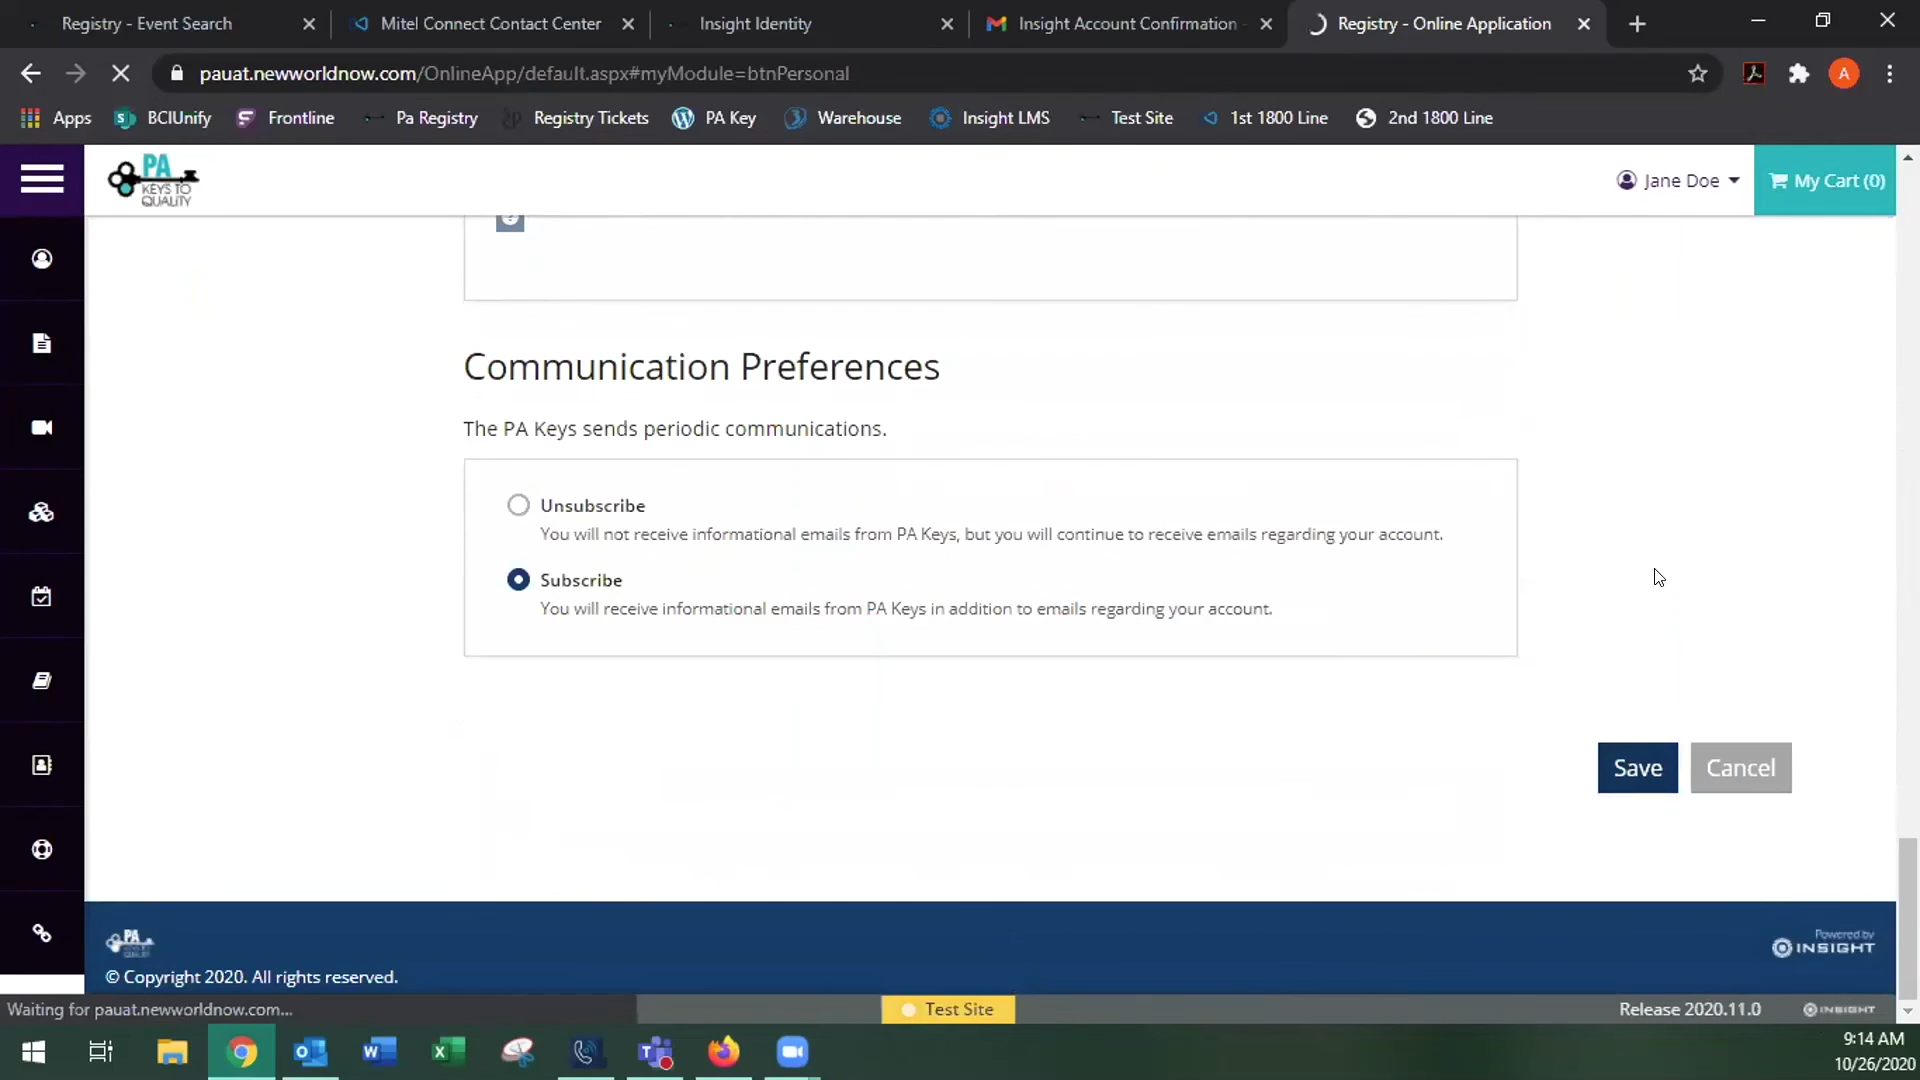 Registry - Event Search
Mitel Connect Contact Center
Insight Identity
Insight Account Confirmation -
Registry - Online Application
pauat.newworldnow.com/OnlineApp/default.aspx#myModule=btnPersonal
A
Apps
BCIUnify
Frontline
Pa Registry
Registry Tickets
PA Key
Warehouse
Insight LMS
Test Site
1st 1800 Line
2nd 1800 Line
PA
KEYS TO
QUALITY
Jane Doe
My Cart (0)
Communication Preferences
The PA Keys sends periodic communications.
Unsubscribe
You will not receive informational emails from PA Keys, but you will continue to receive emails regarding your account.
Subscribe
You will receive informational emails from PA Keys in addition to emails regarding your account.
Save
Cancel
PA
Powered by
INSIGHT
© Copyright 2020. All rights reserved.
Waiting for pauat.newworldnow.com...
Test Site
Release 2020.11.0
INSIGHT
9:14 AM
10/26/2020